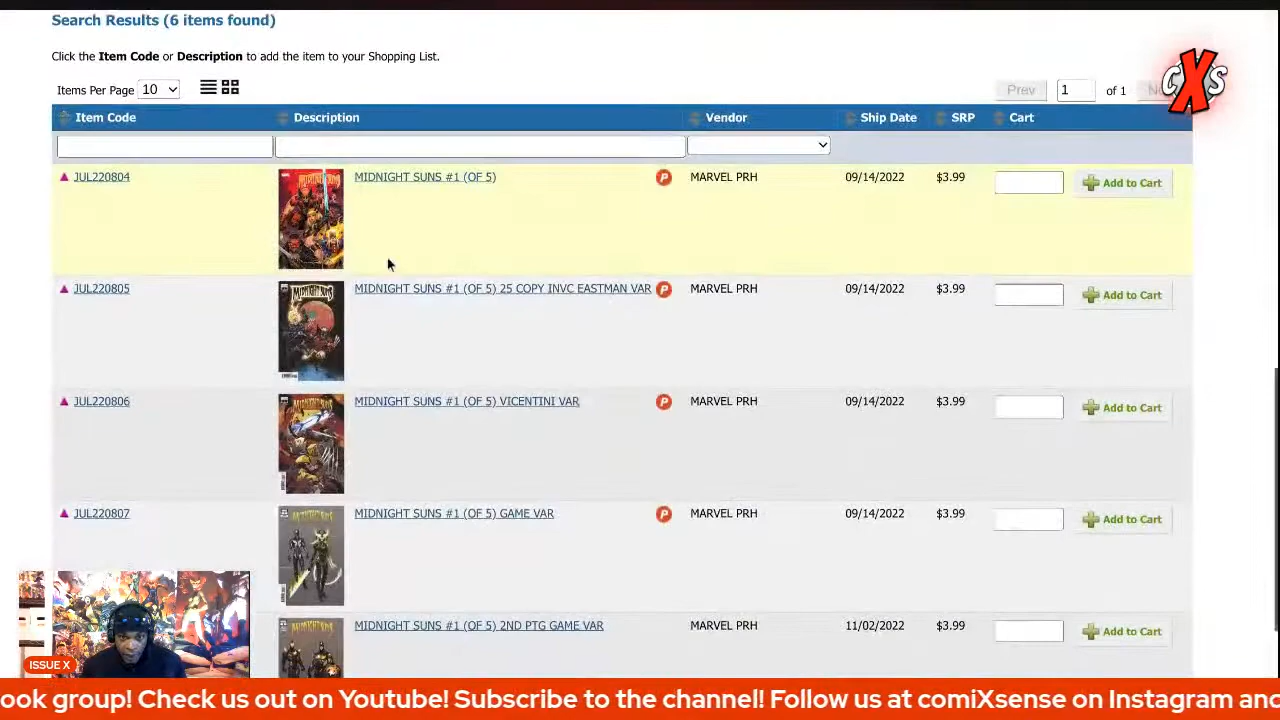 Search Results (6 items found)
Click the Item Code or Description to add the item to your Shopping List.
Items Per Page 10
Prev 1 of 1
cXs
Item Code Description Vendor Ship Date SRP Cart
JUL220804 MIDNIGHT SUNS #1 (OF 5) P MARVEL PRH 09/14/2022 $3.99 Add to Cart
JUL220805 MIDNIGHT SUNS #1 (OF 5) 25 COPY INVC EASTMAN VAR P MARVEL PRH 09/14/2022 $3.99 Add to Cart
JUL220806 MIDNIGHT SUNS #1 (OF 5) VICENTINI VAR P MARVEL PRH 09/14/2022 $3.99 Add to Cart
JUL220807 MIDNIGHT SUNS #1 (OF 5) GAME VAR P MARVEL PRH 09/14/2022 $3.99 Add to Cart
MIDNIGHT SUNS #1 (OF 5) 2ND PTG GAME VAR MARVEL PRH 11/02/2022 $3.99 Add to Cart
ISSUE X
ook group! Check us out on Youtube! Subscribe to the channel! Follow us at comiXsense on Instagram and